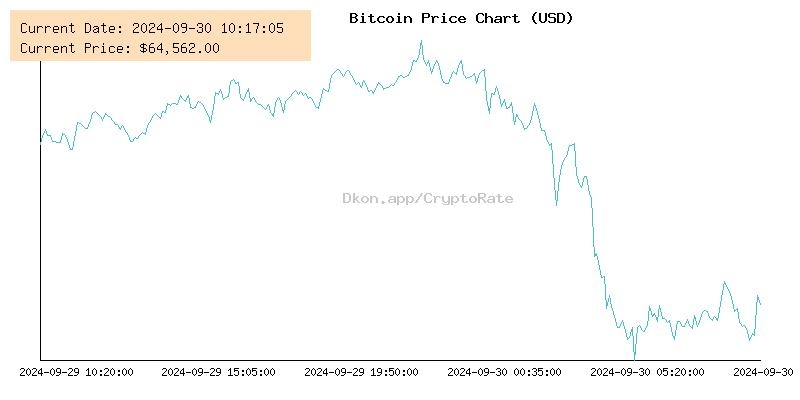 Bitcoin Price Chart (USD)
Current Date: 2024-09-30 10:17:05
Current Price: $64,562.00
Dkon.app/CryptoRate
2024-09-29 10:20:00 2024-09-29 15:05:00 2024-09-29 19:50:00 2024-09-30 00:35:00 2024-09-30 05:20:00 2024-09-30